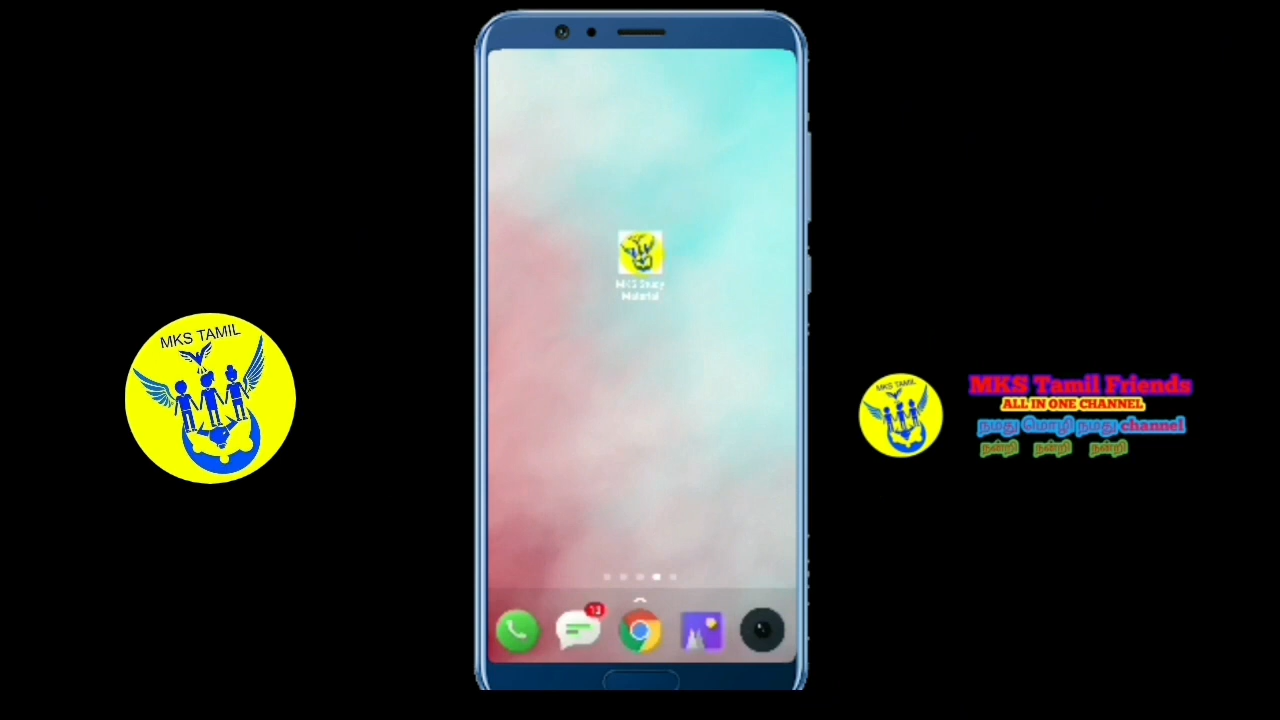 MKS TAMIL
MKS Study
Material
13
MKS TAMIL
MKS Tamil Friends
ALL IN ONE CHANNEL
நமது மொழி நமது channel
நன்றி நன்றி நன்றி